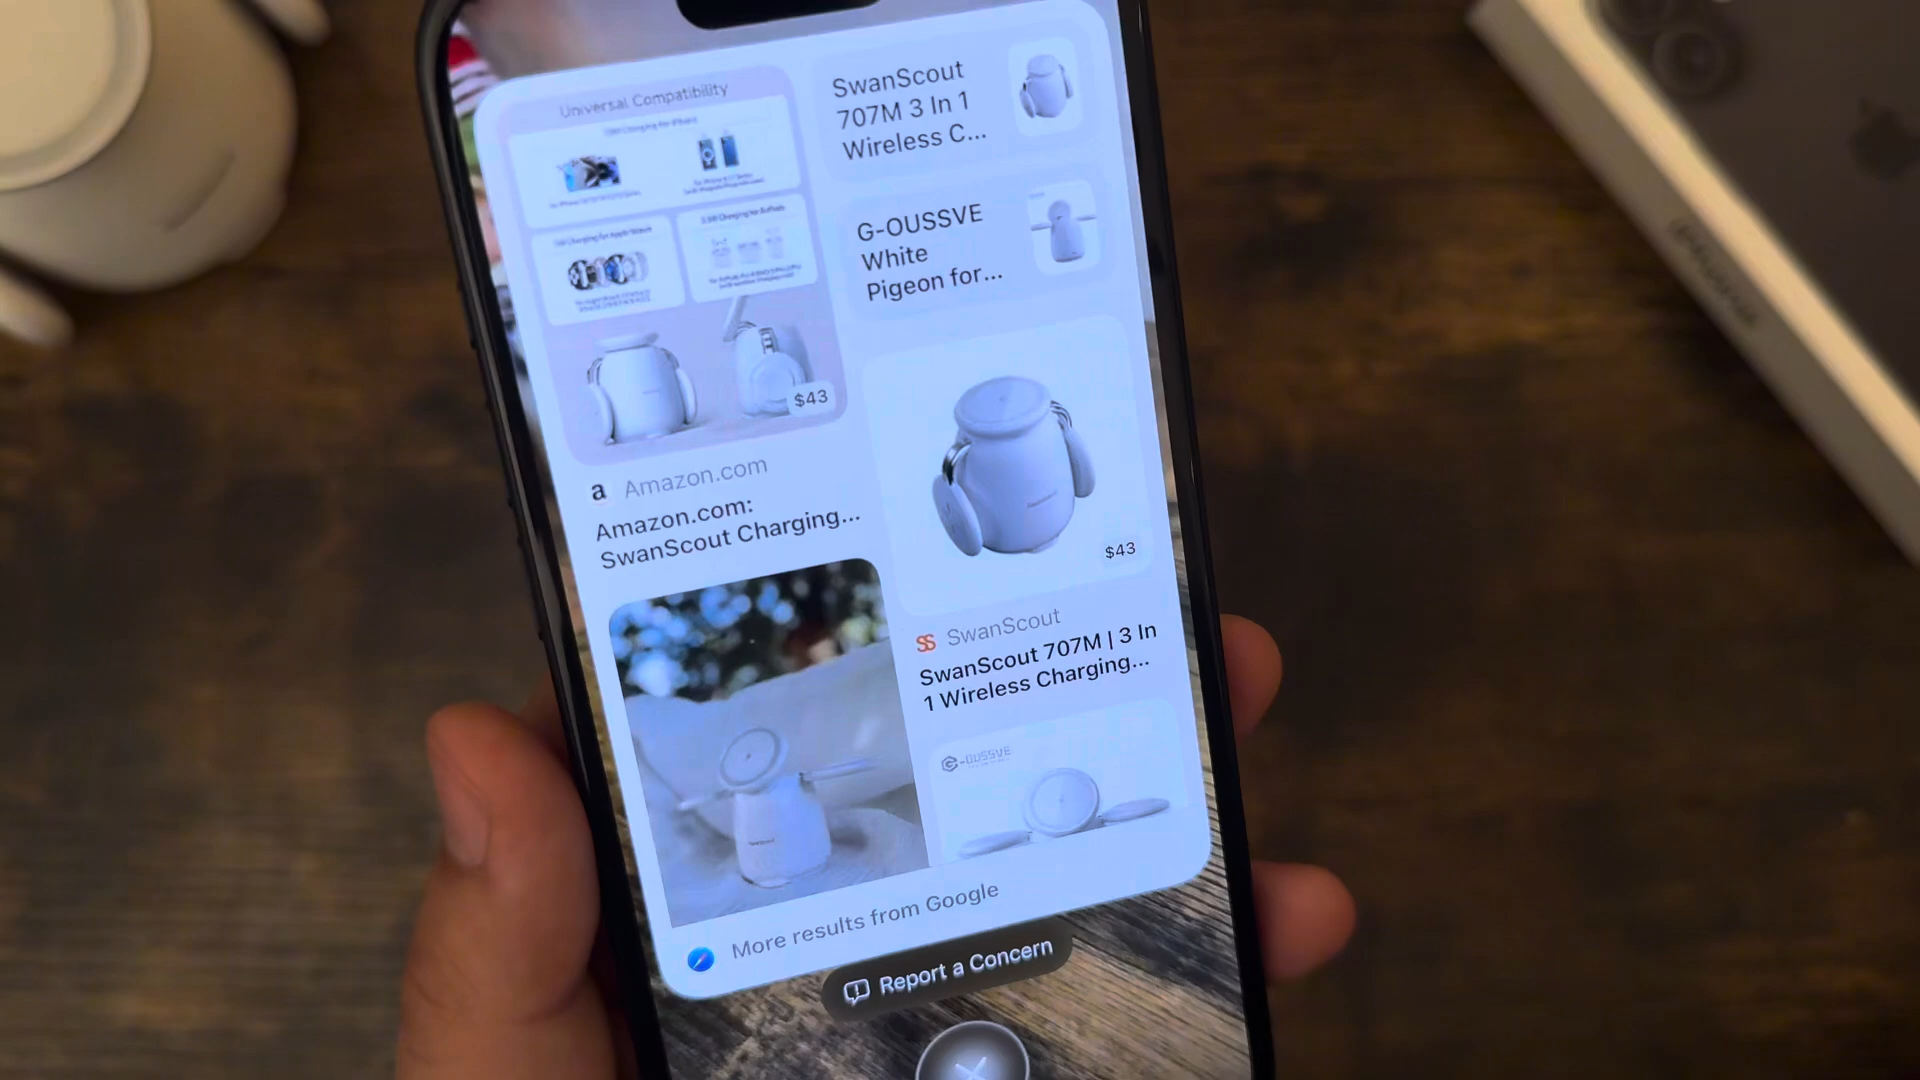 Universal Compatibility
$43
a Amazon.com
Amazon.com:
SwanScout Charging...
SwanScout
707M 3 In 1
Wireless C...
G-OUSSVE
White
Pigeon for...
$43
SS SwanScout
SwanScout 707M | 3 In
1 Wireless Charging...
G-OUSSVE
More results from Google
Report a Concern